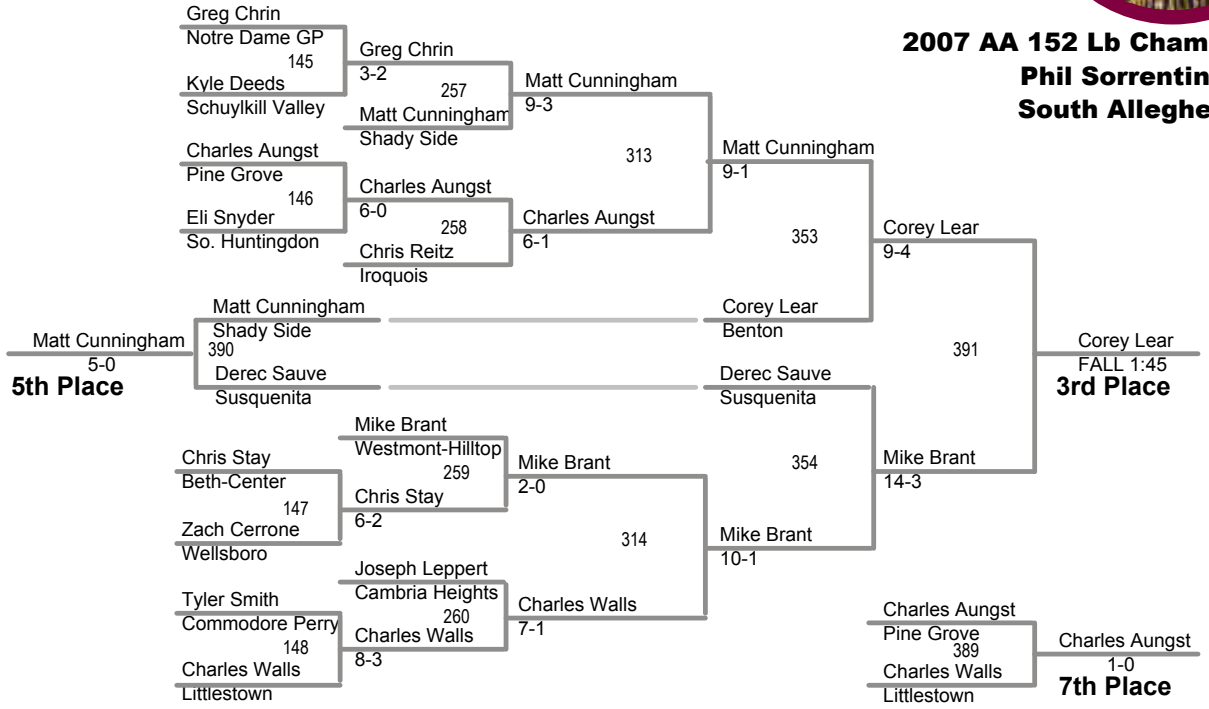 2007 AA 152 Lb Cham
Phil Sorrentin
South Alleghe
Greg Chrin
Notre Dame GP
145
Kyle Deeds
Schuylkill Valley
Greg Chrin
3-2
257
Matt Cunningham
Shady Side
Matt Cunningham
9-3
Charles Aungst
Pine Grove
146
Eli Snyder
So. Huntingdon
Charles Aungst
6-0
258
Chris Reitz
Iroquois
Charles Aungst
6-1
313
Matt Cunningham
9-1
353
Corey Lear
Benton
Corey Lear
9-4
Matt Cunningham
Shady Side
390
Derec Sauve
Susquenita
Matt Cunningham
5-0
5th Place
Derec Sauve
Susquenita
391
Corey Lear
FALL 1:45
3rd Place
Mike Brant
Westmont-Hilltop
259
Chris Stay
Beth-Center
147
Zach Cerrone
Wellsboro
Chris Stay
6-2
Mike Brant
2-0
354
Mike Brant
14-3
314
Mike Brant
10-1
Joseph Leppert
Cambria Heights
260
Tyler Smith
Commodore Perry
148
Charles Walls
Littlestown
Charles Walls
8-3
Charles Walls
7-1
Charles Aungst
Pine Grove
389
Charles Walls
Littlestown
Charles Aungst
1-0
7th Place